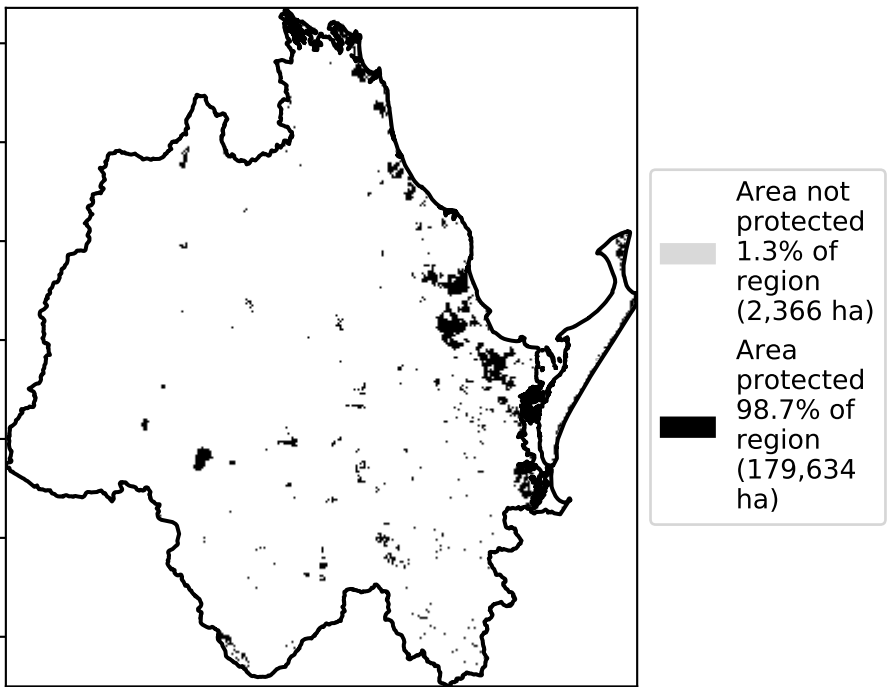 Area not
protected
1.3% of
region
(2,366 ha)
Area
protected
98.7% of
region
(179,634
ha)